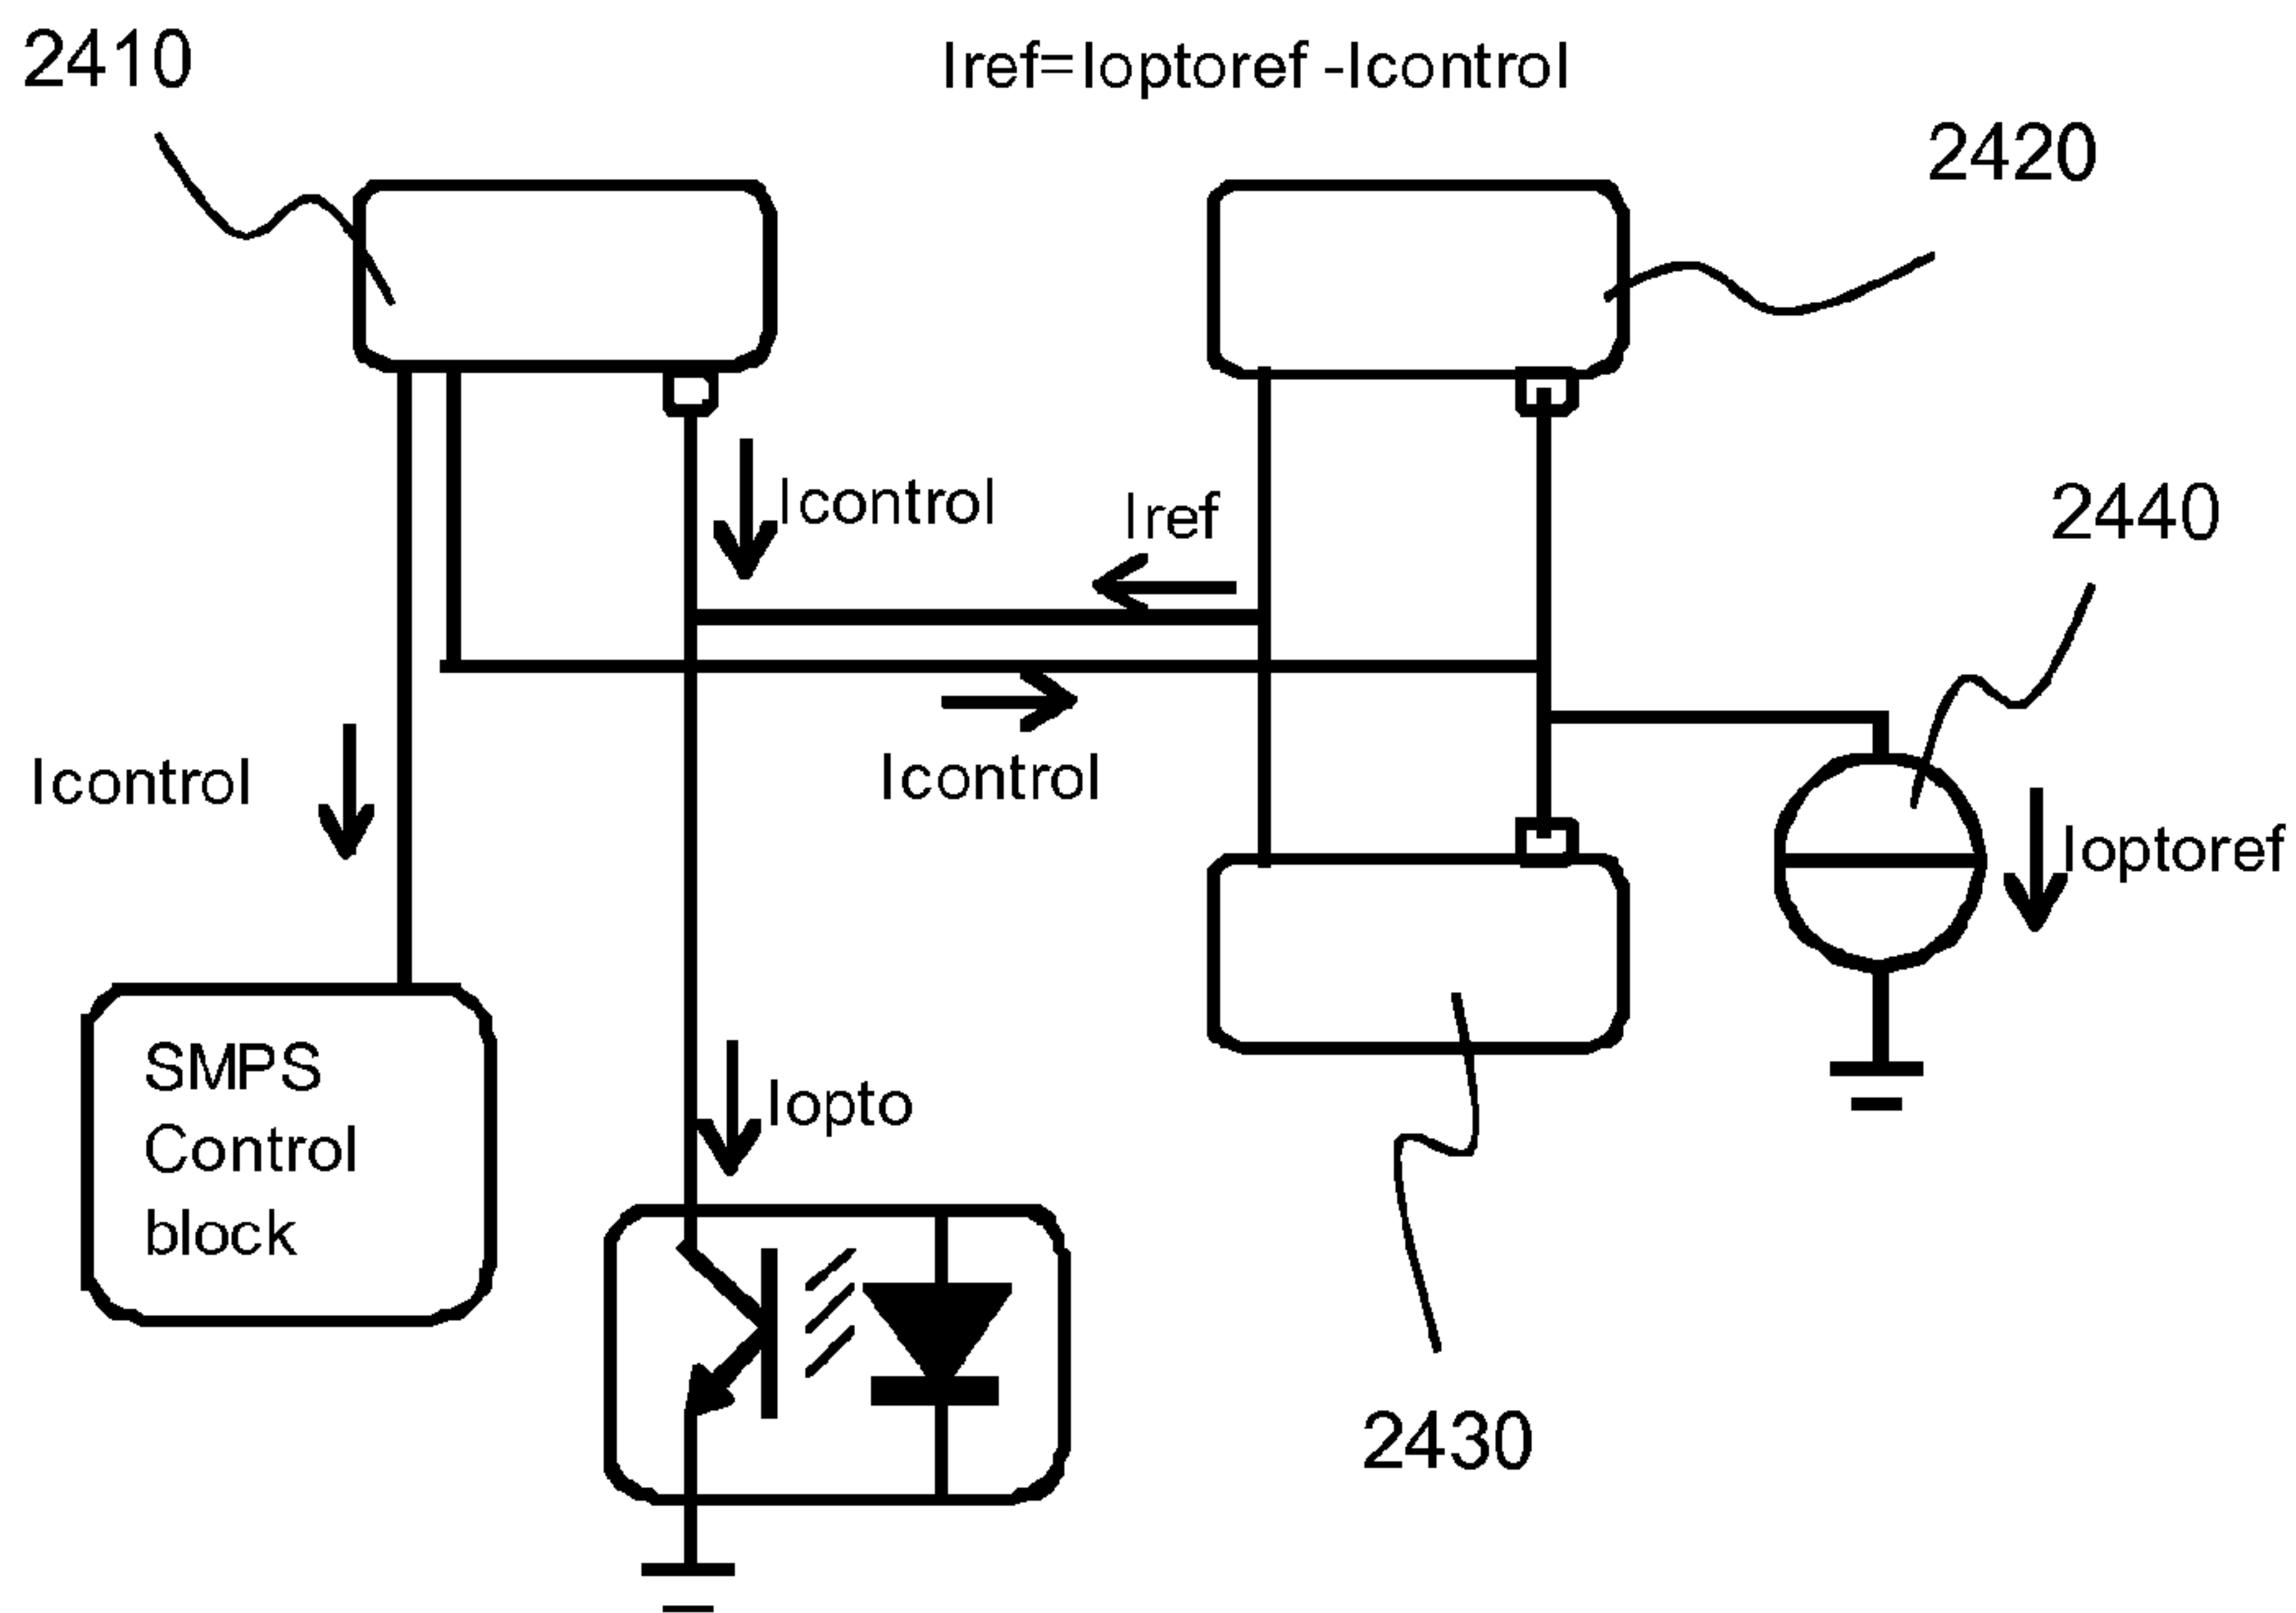 2410
Iref=Ioptoref -Icontrol
2420
Icontrol
Iref
2440
Icontrol
Icontrol
Ioptoref
SMPS
Control
block
Iopto
2430